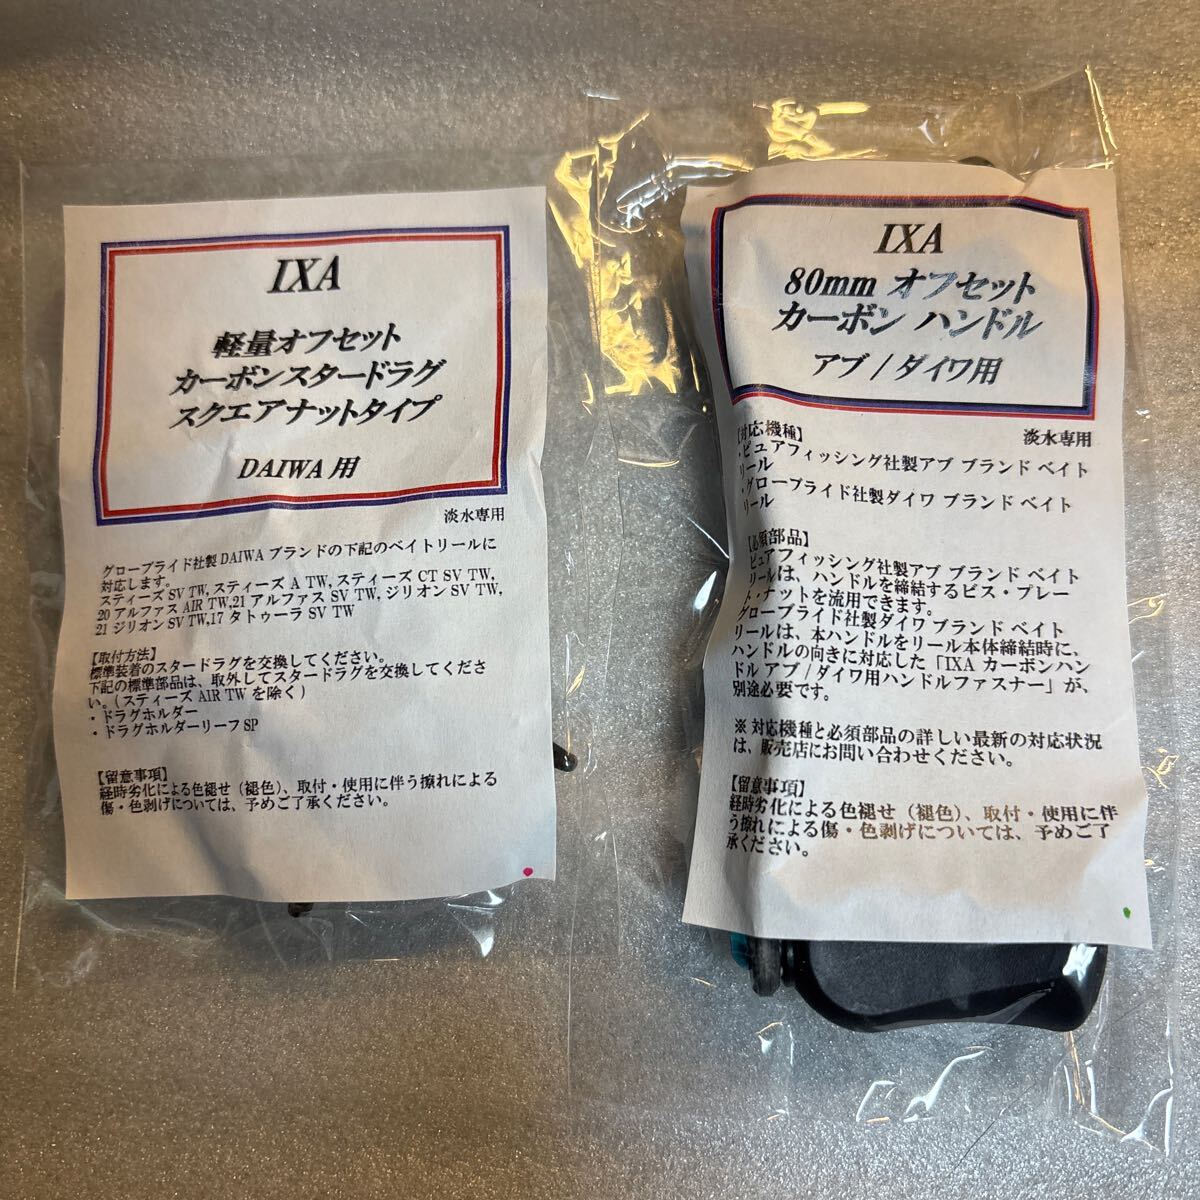 IXA
軽量オフセット
カーボンスタードラグ
スクエアナットタイプ
DAIWA 用
淡水専用
グローブライド社製 DAIWA ブランドの下記のベイトリールに
対応します。
スティーズ SV TW, スティーズ A TW, スティーズ CT SV TW,
20 アルファス AIR TW,21 アルファス SV TW, ジリオン SV TW,
21 ジリオン SV TW,17 タトゥーラ SV TW
【取付方法】
標準装着のスタードラグを交換してください。
下記の標準部品は、取外してスタードラグを交換してくださ
い。( スティーズ AIR TW を除く )
・ドラグホルダー
・ドラグホルダーリーフ SP
【留意事項】
経時劣化による色褪せ（褪色）、取付・使用に伴う擦れによる
傷・色剥げについては、予めご了承ください。
IXA
80mm オフセット
カーボン ハンドル
アブ / ダイワ用
淡水専用
【対応機種】
・ピュアフィッシング社製アブ ブランド ベイト
リール
・グローブライド社製ダイワ ブランド ベイト
リール
【必須部品】
ピュアフィッシング社製アブ ブランド ベイト
リールは、ハンドルを締結するビス・プレー
ト・ナットを流用できます。
グローブライド社製ダイワ ブランド ベイト
リールは、本ハンドルをリール本体締結時に、
ハンドルの向きに対応した「IXA カーボンハン
ドル アブ / ダイワ用ハンドルファスナー」が、
別途必要です。
※ 対応機種と必須部品の詳しい最新の対応状況
は、販売店にお問い合わせください。
【留意事項】
経時劣化による色褪せ（褪色）、取付・使用に伴
う擦れによる傷・色剥げについては、予めご了
承ください。